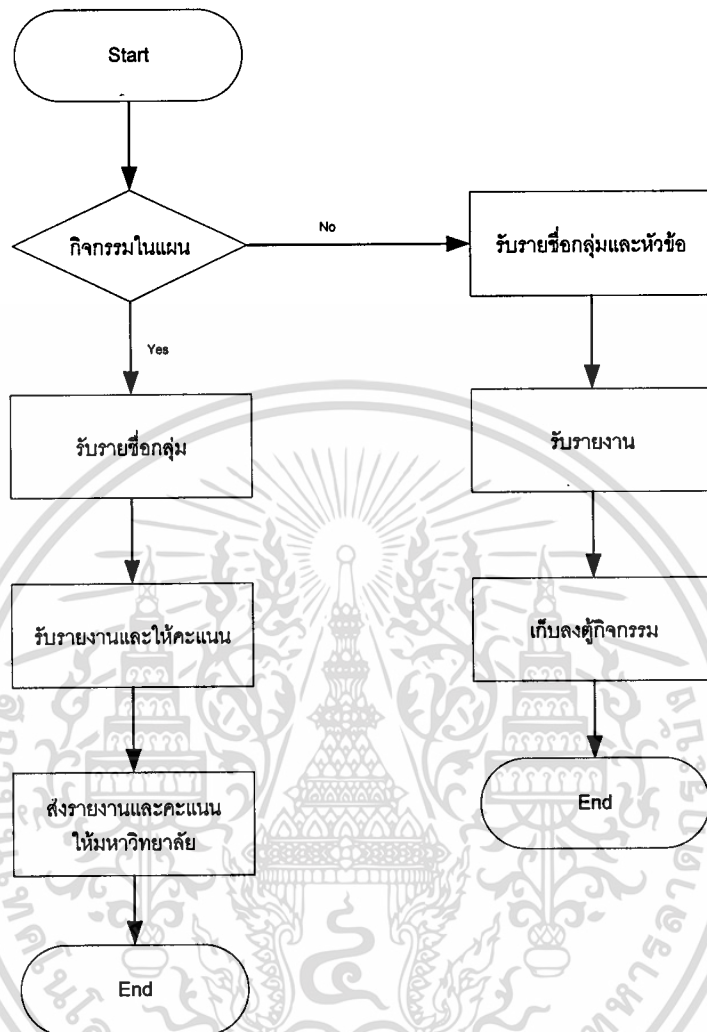 Start
กิจกรรมในแผน
No
รับรายชื่อกลุ่มและหัวข้อ
Yes
รับรายชื่อกลุ่ม
รับรายงาน
รับรายงานและให้คะแนน
เก็บลงตู้กิจกรรม
ส่งรายงานและคะแนน
ให้มหาวิทยาลัย
End
End